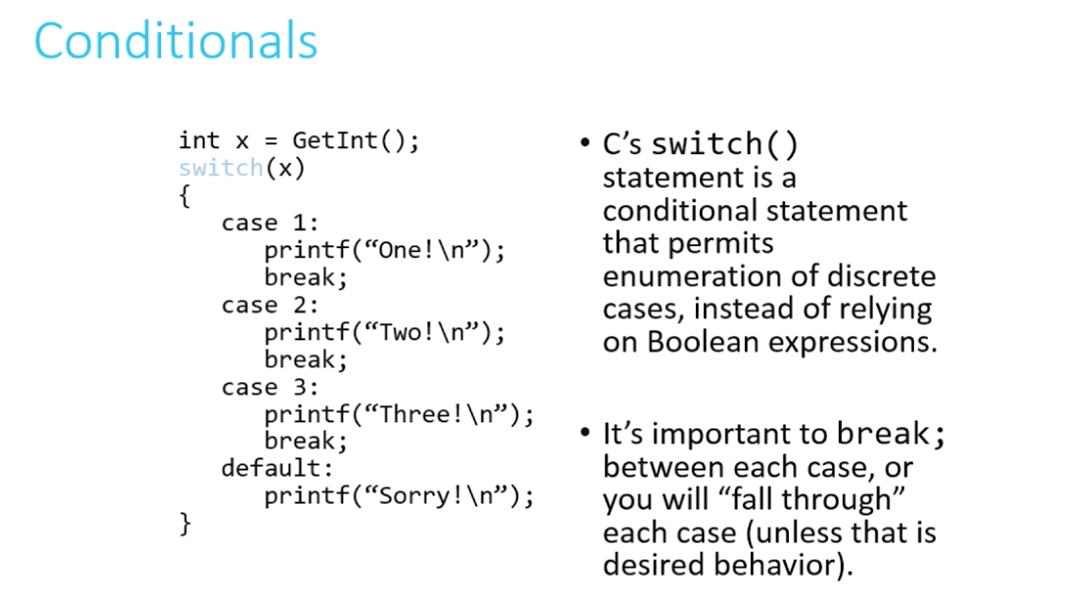 Conditionals
int x = GetInt();
switch(x)
{
case 1:
printf(“One!\n”);
break;
case 2:
printf(“Two!\n”);
break;
case 3:
printf(“Three!\n”);
break;
default:
printf(“Sorry!\n”);
}
• C’s switch()
statement is a
conditional statement
that permits
enumeration of discrete
cases, instead of relying
on Boolean expressions.
• It’s important to break;
between each case, or
you will “fall through”
each case (unless that is
desired behavior).